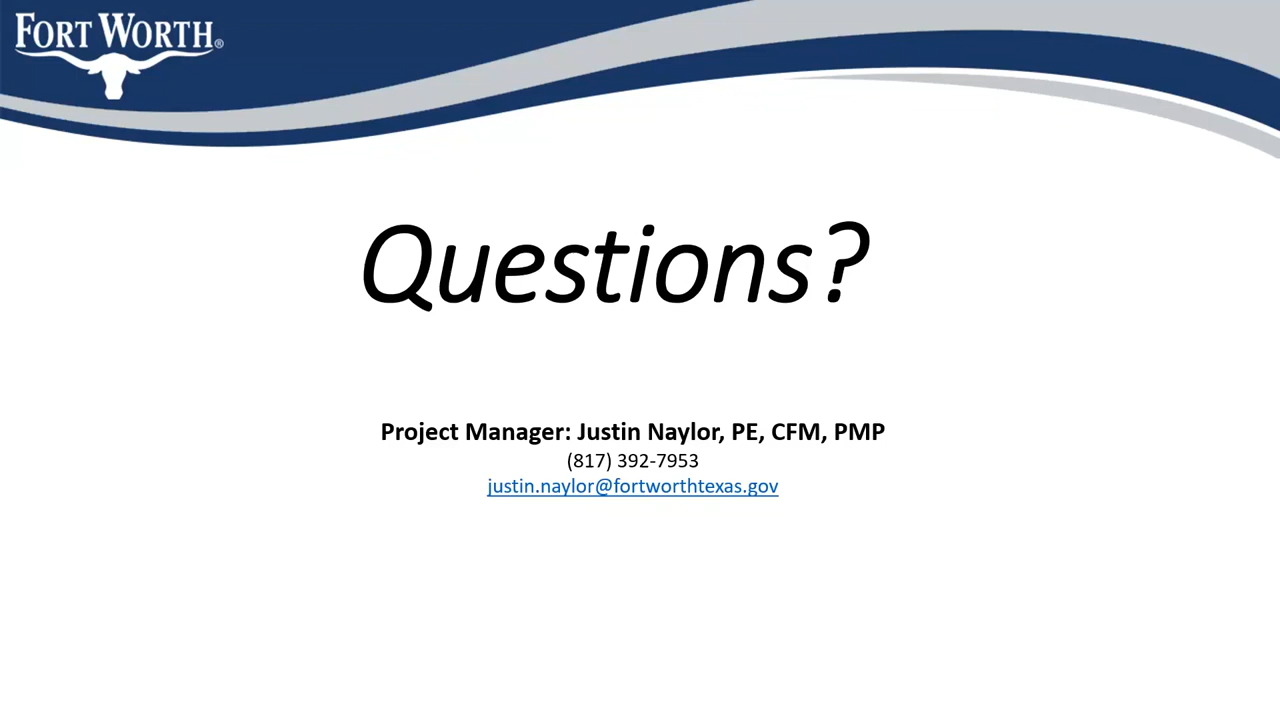 FORT WORTH®
Questions?
Project Manager: Justin Naylor, PE, CFM, PMP
(817) 392-7953
justin.naylor@fortworthtexas.gov